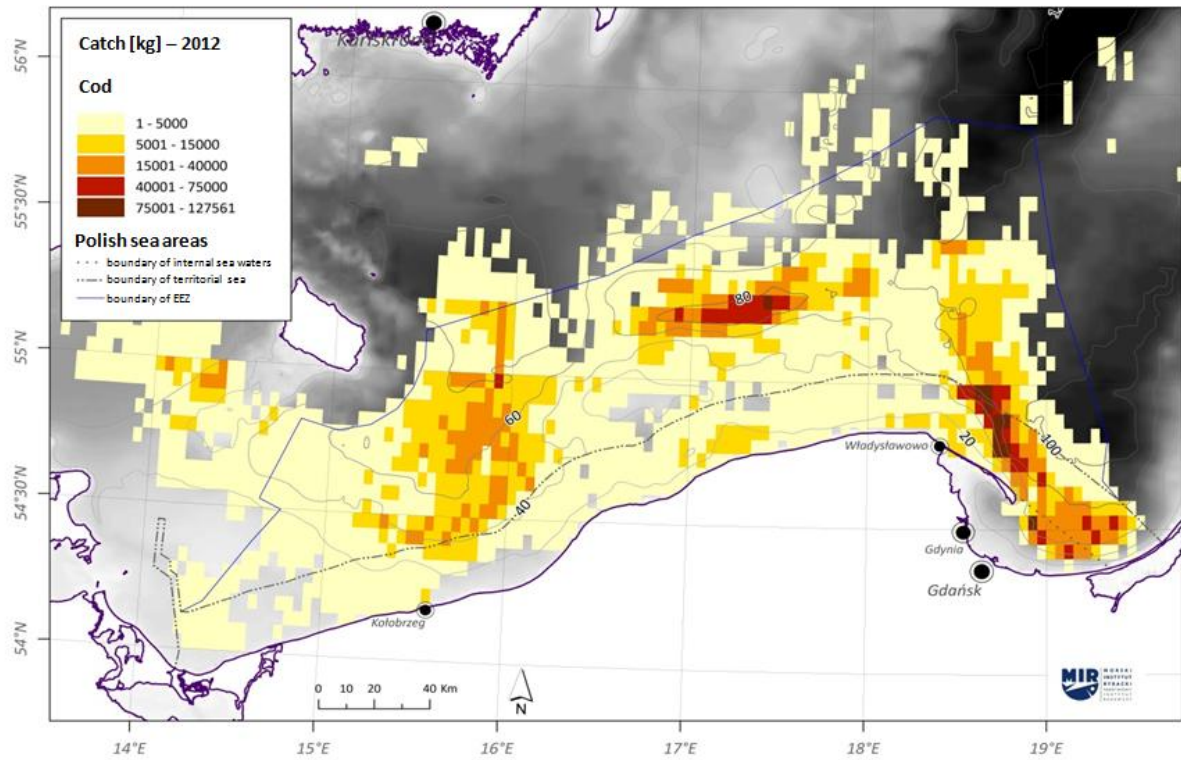 Catch [kg] – 2012
Cod
1 - 5000
5001 - 15000
15001 - 40000
40001 - 75000
75001 - 127561
Polish sea areas
boundary of internal sea waters
boundary of territorial sea
boundary of EEZ
56°N
55°30'N
55°N
54°30'N
54°N
80
60
40
20
100
Władysławowo
Gdynia
Gdańsk
Kołobrzeg
0 10 20 40 Km
N
MIR
MORSKI
INSTYTUT
RYBACKI
14°E
15°E
16°E
17°E
18°E
19°E